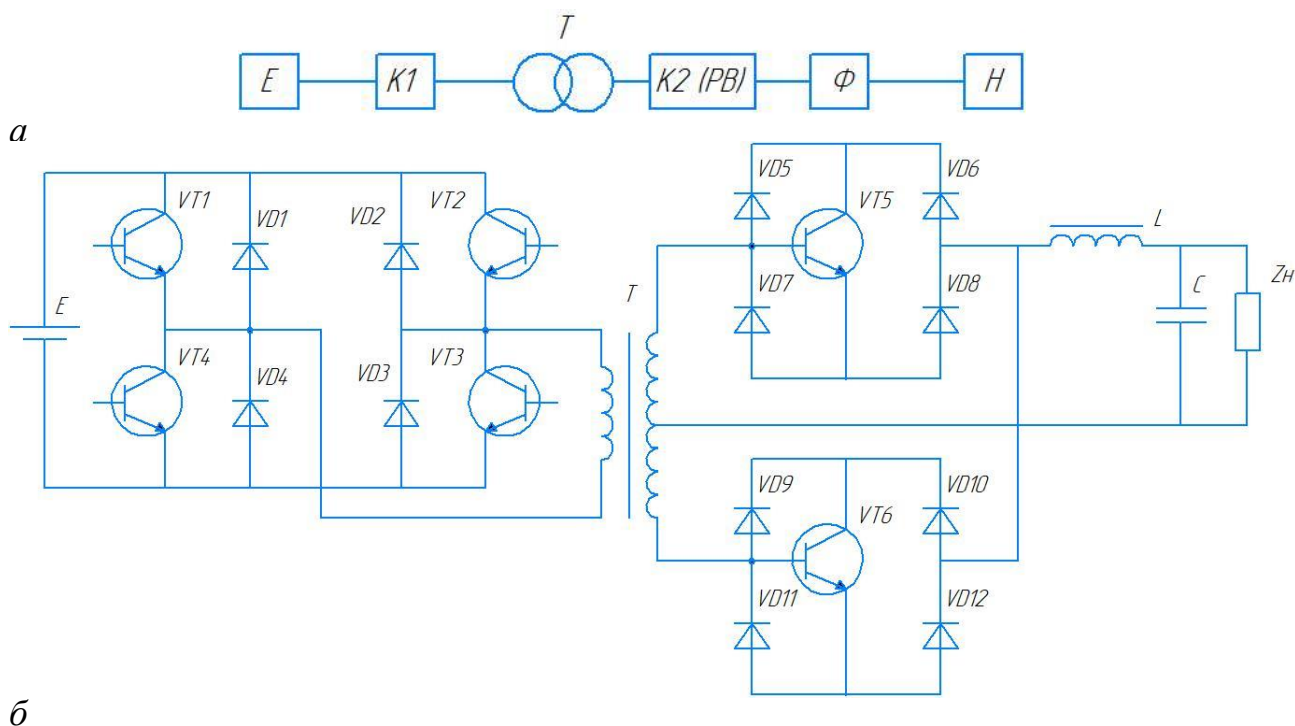 T
E K1 K2 (PB) Ф H
а
VT1 VD1 VD2 VT2
VD5 VT5 VD6
L
E
VT4 VD4 VD3 VT3
T
VD7 VD8
C Zн
VD9 VT6 VD10
VD11 VD12
б